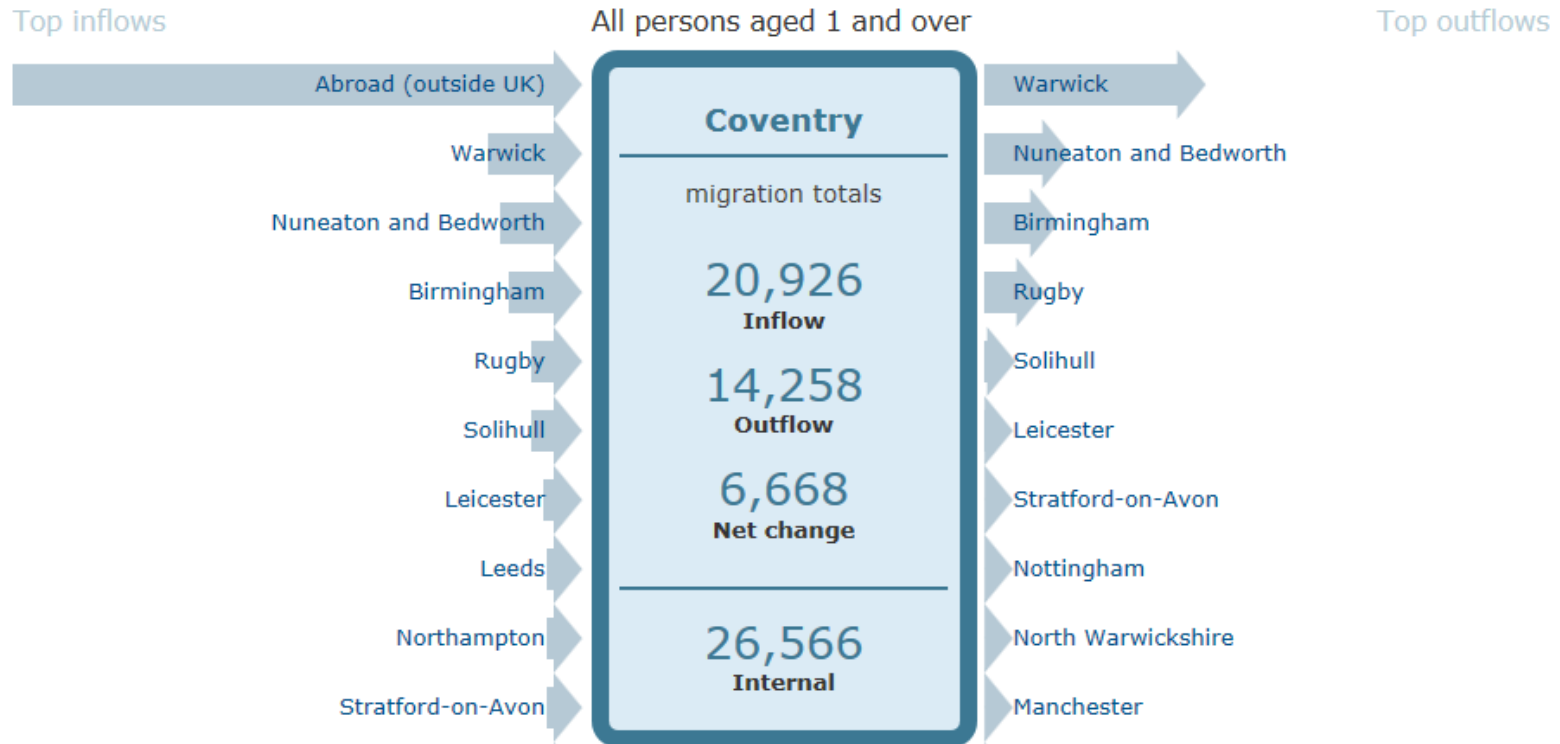 Top inflows
All persons aged 1 and over
Top outflows
Abroad (outside UK)
Warwick
Nuneaton and Bedworth
Birmingham
Rugby
Solihull
Leicester
Leeds
Northampton
Stratford-on-Avon
Coventry
migration totals
20,926
Inflow
14,258
Outflow
6,668
Net change
26,566
Internal
Warwick
Nuneaton and Bedworth
Birmingham
Rugby
Solihull
Leicester
Stratford-on-Avon
Nottingham
North Warwickshire
Manchester